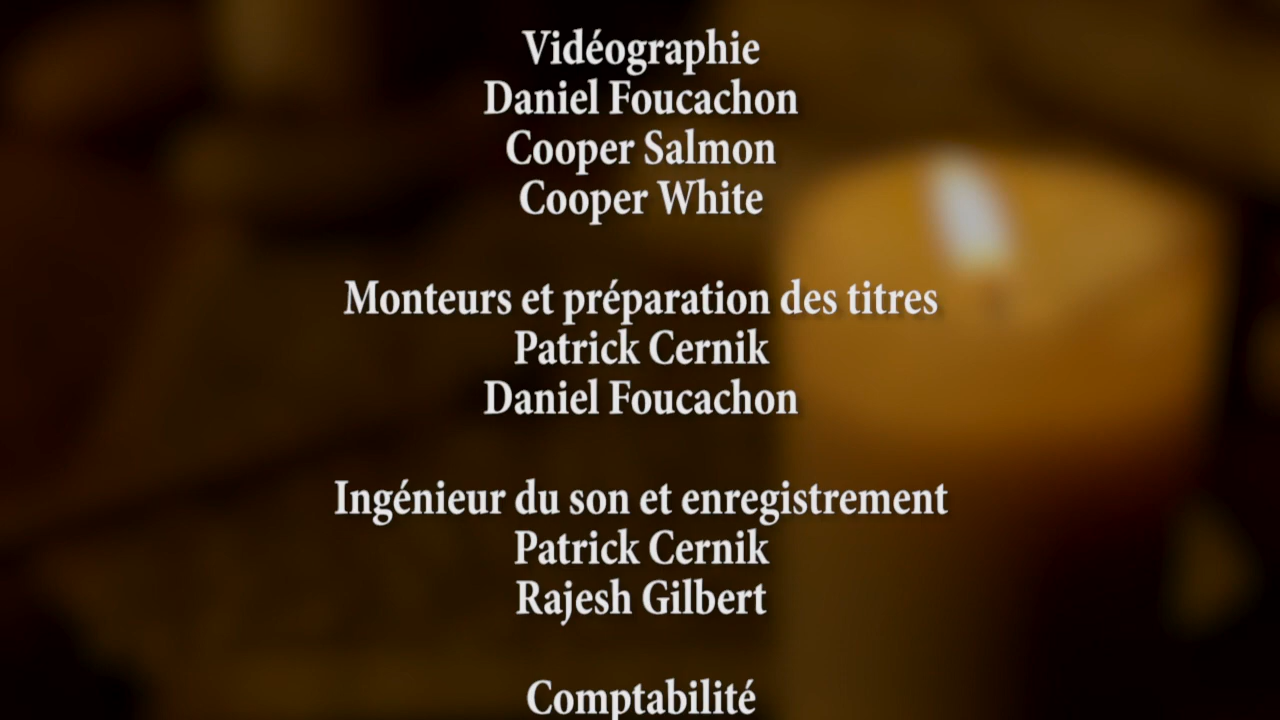 Vidéographie
Daniel Foucachon
Cooper Salmon
Cooper White
Monteurs et préparation des titres
Patrick Cernik
Daniel Foucachon
Ingénieur du son et enregistrement
Patrick Cernik
Rajesh Gilbert
Comptabilité